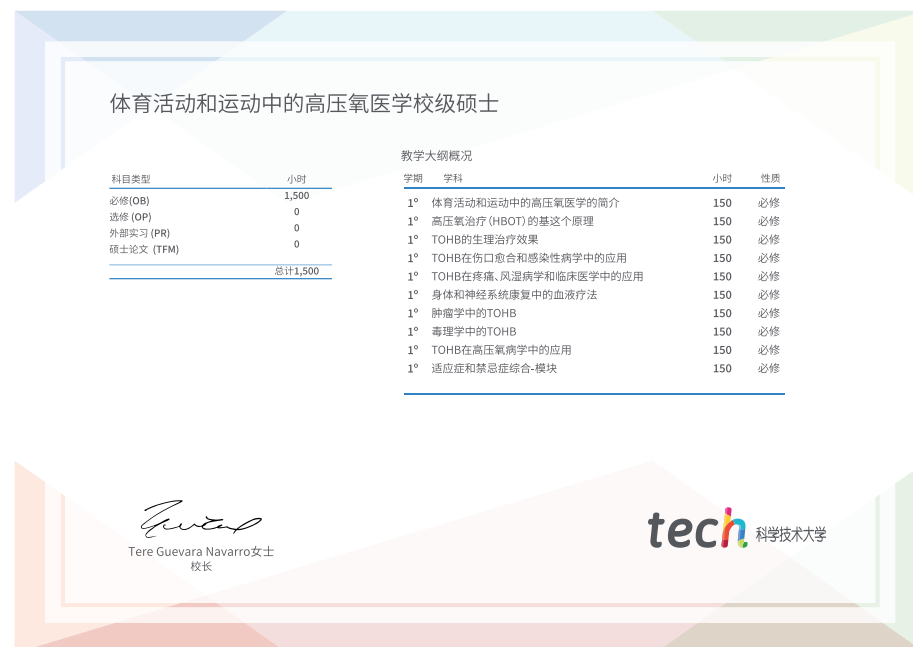 体育活动和运动中的高压氧医学校级硕士
教学大纲概况
科目类型 小时
必修(OB) 1,500
选修 (OP) 0
外部实习 (PR) 0
硕士论文 (TFM) 0
总计1,500
学期 学科 小时 性质
1º 体育活动和运动中的高压氧医学的简介 150 必修
1º 高压氧治疗（HBOT）的基这个原理 150 必修
1º TOHB的生理治疗效果 150 必修
1º TOHB在伤口愈合和感染性病学中的应用 150 必修
1º TOHB在疼痛、风湿病学和临床医学中的应用 150 必修
1º 身体和神经系统康复中的血液疗法 150 必修
1º 肿瘤学中的TOHB 150 必修
1º 毒理学中的TOHB 150 必修
1º TOHB在高压氧病学中的应用 150 必修
1º 适应症和禁忌症综合-模块 150 必修
Tere Guevara Navarro女士
校长
tech 科学技术大学